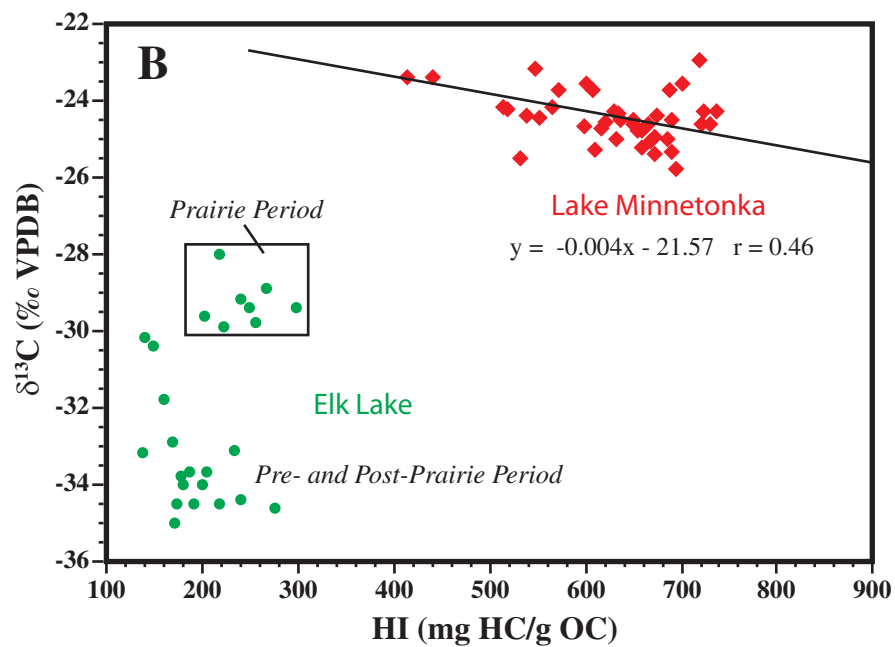 B
-22
-24
-26
-28
-30
-32
-34
-36
δ¹³C (‰ VPDB)
Prairie Period
Lake Minnetonka
y = -0.004x - 21.57 r = 0.46
Elk Lake
Pre- and Post-Prairie Period
100 200 300 400 500 600 700 800 900
HI (mg HC/g OC)